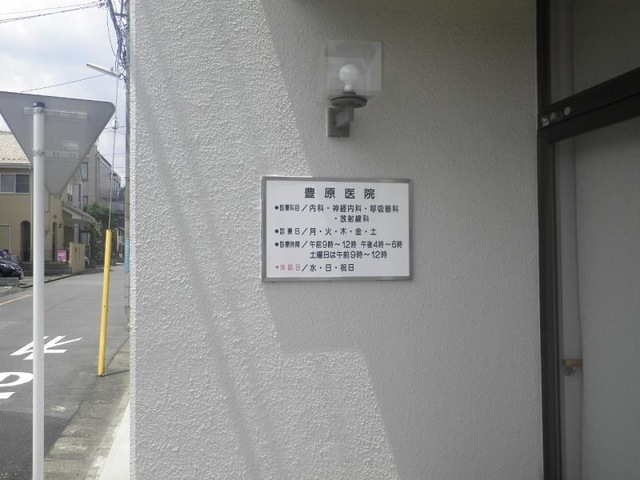 豊原医院
●診療科目/内科・神経内科・呼吸器科
・放射線科
●診療日/月・火・木・金・土
●診療時間/午前9時~12時 午後4時~6時
土曜日は午前9時~12時
●休診日/水・日・祝日